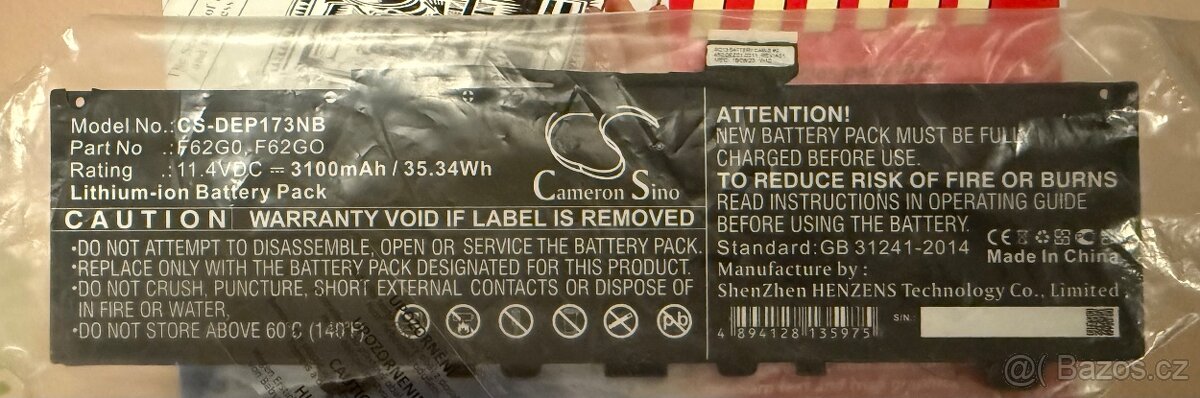 Model No.:CS-DEP173NB
Part No .:F62G0, F62GO
Rating .:11.4VDC ⎓ 3100mAh / 35.34Wh
Lithium-ion Battery Pack
Cameron Sino
CAUTION WARRANTY VOID IF LABEL IS REMOVED
•DO NOT ATTEMPT TO DISASSEMBLE, OPEN OR SERVICE THE BATTERY PACK.
•REPLACE ONLY WITH THE BATTERY PACK DESIGNATED FOR THIS PRODUCT.
•DO NOT CRUSH, PUNCTURE, SHORT EXTERNAL CONTACTS OR DISPOSE OF
IN FIRE OR WATER,
•DO NOT STORE ABOVE 60℃ (140℉)
ATTENTION!
NEW BATTERY PACK MUST BE FULLY
CHARGED BEFORE USE.
TO REDUCE RISK OF FIRE OR BURNS
READ INSTRUCTIONS IN OPERATING GUIDE
BEFORE USING THE BATTERY.
Standard:GB 31241-2014
CE
Made In China
Manufacture by :
ShenZhen HENZENS Technology Co., Limited.
4 894128 135975
S/N.:
UPOZORNĚNÍ
UPOZORNENI
@ Bazos.cz